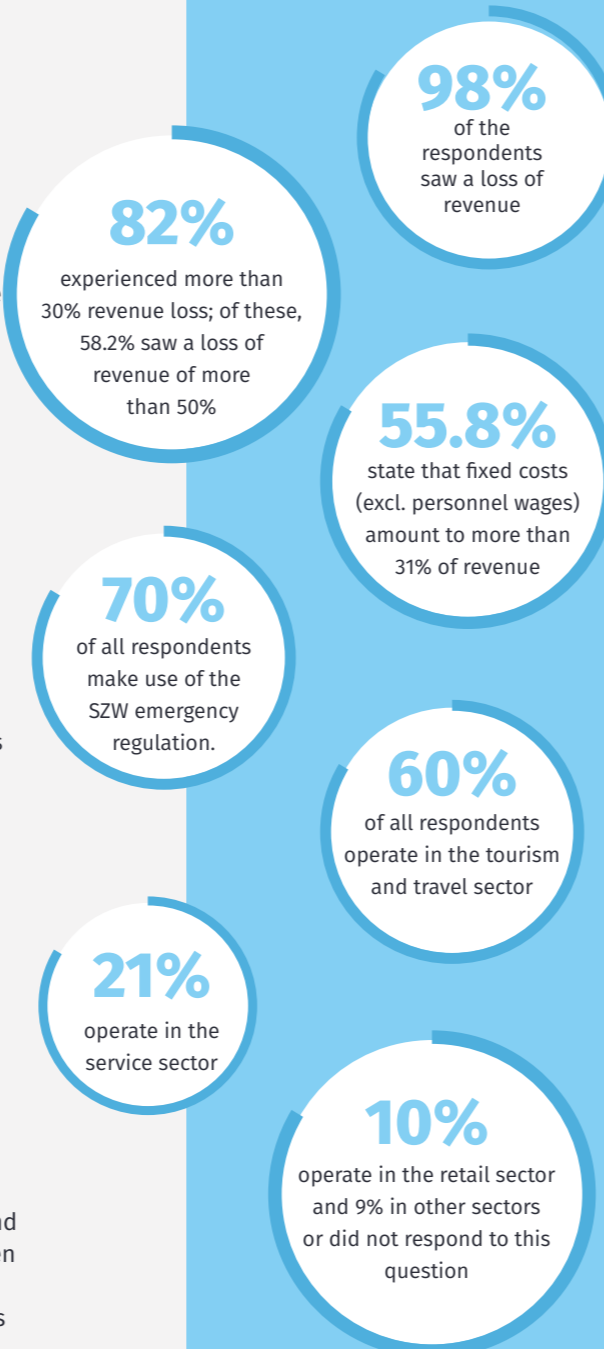 98%
of the
respondents
saw a loss of
revenue
82%
experienced more than
30% revenue loss; of these,
58.2% saw a loss of
revenue of more
than 50%
55.8%
state that fixed costs
(excl. personnel wages)
amount to more than
31% of revenue
70%
of all respondents
make use of the
SZW emergency
regulation.
60%
of all respondents
operate in the tourism
and travel sector
21%
operate in the
service sector
10%
operate in the retail sector
and 9% in other sectors
or did not respond to this
question